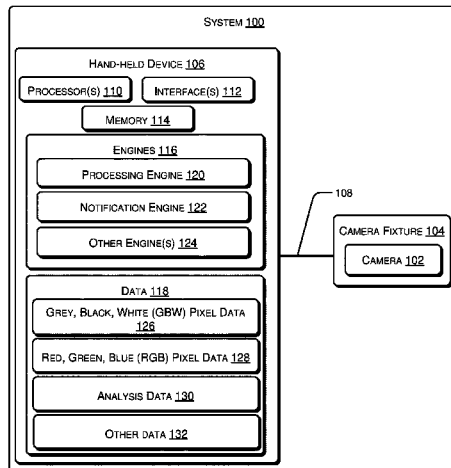 SYSTEM 100
HAND-HELD DEVICE 106
PROCESSOR(S) 110
INTERFACE(S) 112
MEMORY 114
ENGINES 116
PROCESSING ENGINE 120
NOTIFICATION ENGINE 122
OTHER ENGINE(S) 124
DATA 118
GREY, BLACK, WHITE (GBW) PIXEL DATA
126
RED, GREEN, BLUE (RGB) PIXEL DATA 128
ANALYSIS DATA 130
OTHER DATA 132
108
CAMERA FIXTURE 104
CAMERA 102